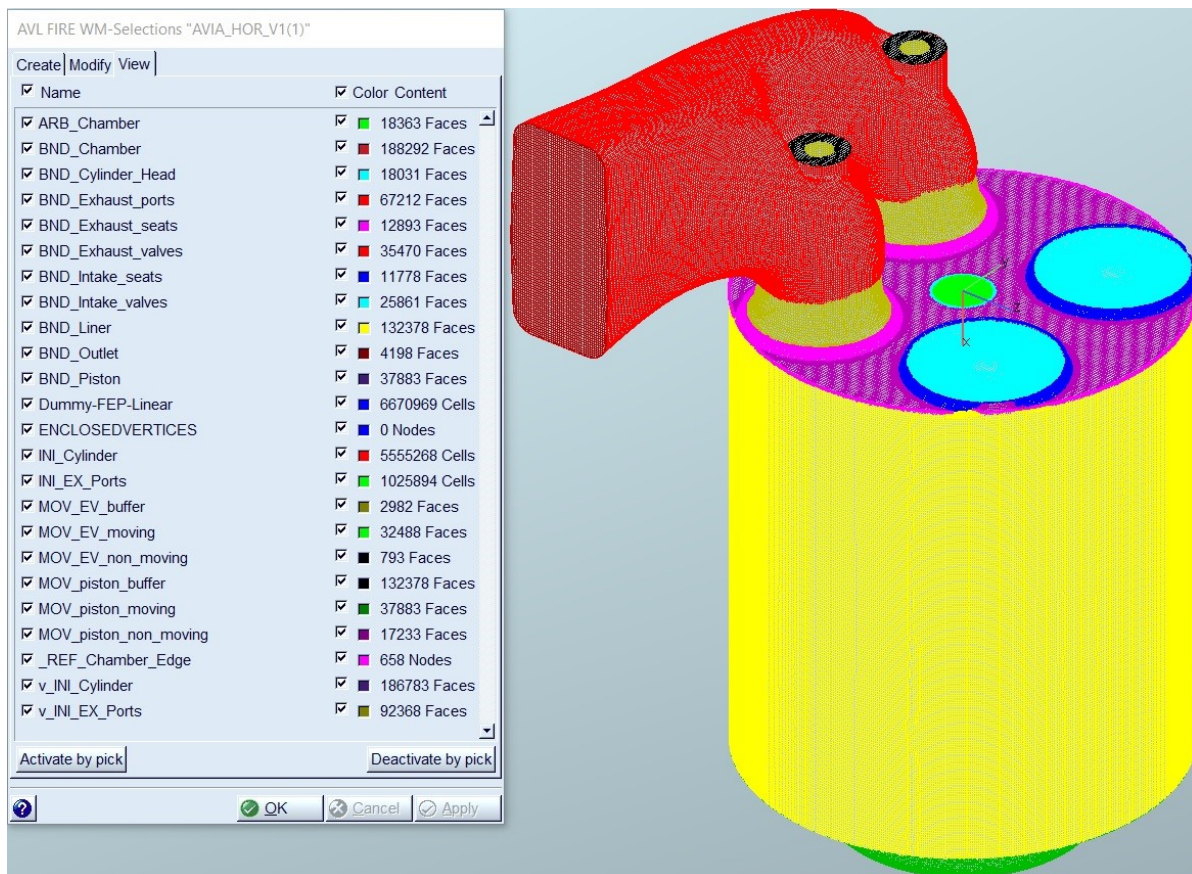 AVL FIRE WM-Selections "AVIA_HOR_V1(1)"
Create Modify View
Name Color Content
ARB_Chamber 18363 Faces
BND_Chamber 188292 Faces
BND_Cylinder_Head 18031 Faces
BND_Exhaust_ports 67212 Faces
BND_Exhaust_seats 12893 Faces
BND_Exhaust_valves 35470 Faces
BND_Intake_seats 11778 Faces
BND_Intake_valves 25861 Faces
BND_Liner 132378 Faces
BND_Outlet 4198 Faces
BND_Piston 37883 Faces
Dummy-FEP-Linear 6670969 Cells
ENCLOSEDVERTICES 0 Nodes
INI_Cylinder 5555268 Cells
INI_EX_Ports 1025894 Cells
MOV_EV_buffer 2982 Faces
MOV_EV_moving 32488 Faces
MOV_EV_non_moving 793 Faces
MOV_piston_buffer 132378 Faces
MOV_piston_moving 37883 Faces
MOV_piston_non_moving 17233 Faces
_REF_Chamber_Edge 658 Nodes
v_INI_Cylinder 186783 Faces
v_INI_EX_Ports 92368 Faces
Activate by pick Deactivate by pick
? OK Cancel Apply
Y
Z
X